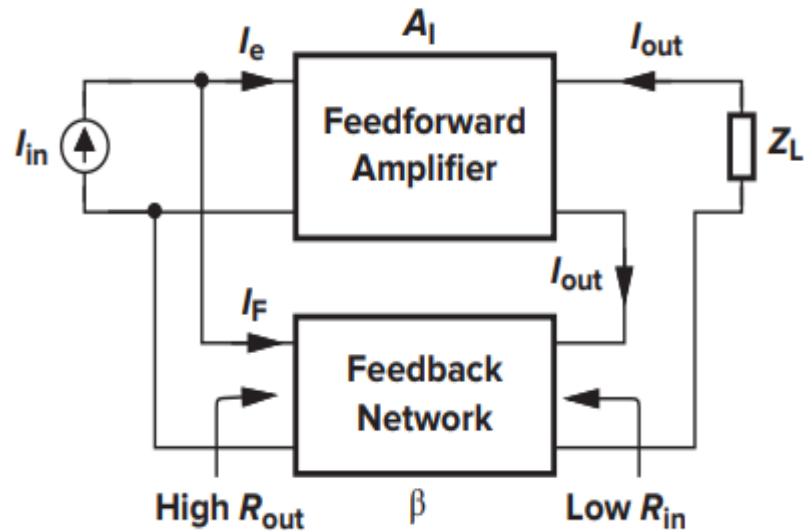 A_I
I_e
I_out
Feedforward
Amplifier
I_in
Z_L
I_out
I_F
Feedback
Network
High R_out
β
Low R_in